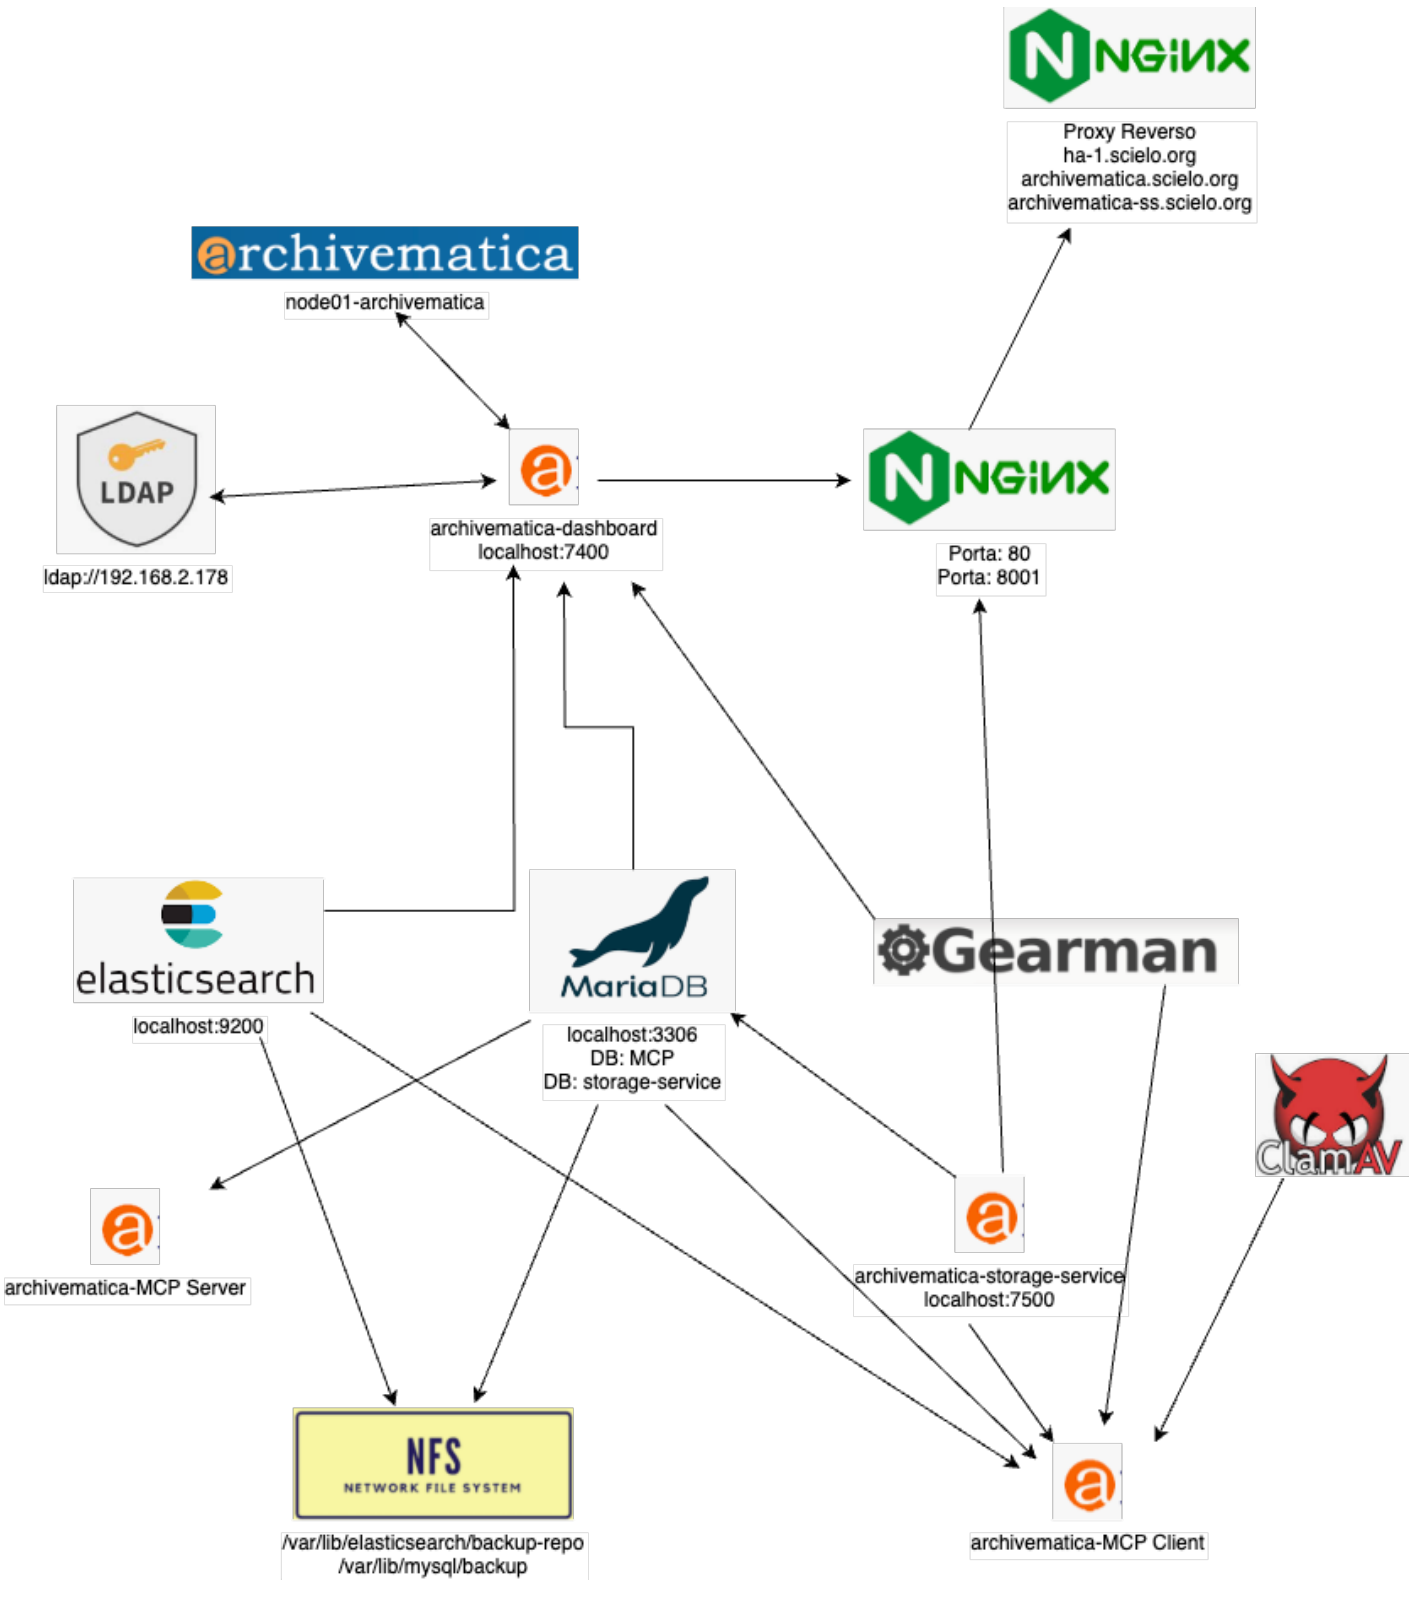 NGINX
Proxy Reverso
ha-1.scielo.org
archivematica.scielo.org
archivematica-ss.scielo.org
archivematica
node01-archivematica
LDAP
ldap://192.168.2.178
a
archivematica-dashboard
localhost:7400
NGINX
Porta: 80
Porta: 8001
elasticsearch
localhost:9200
MariaDB
localhost:3306
DB: MCP
DB: storage-service
Gearman
ClamAV
a
archivematica-MCP Server
a
archivematica-storage-service
localhost:7500
NFS
NETWORK FILE SYSTEM
/var/lib/elasticsearch/backup-repo
/var/lib/mysql/backup
a
archivematica-MCP Client